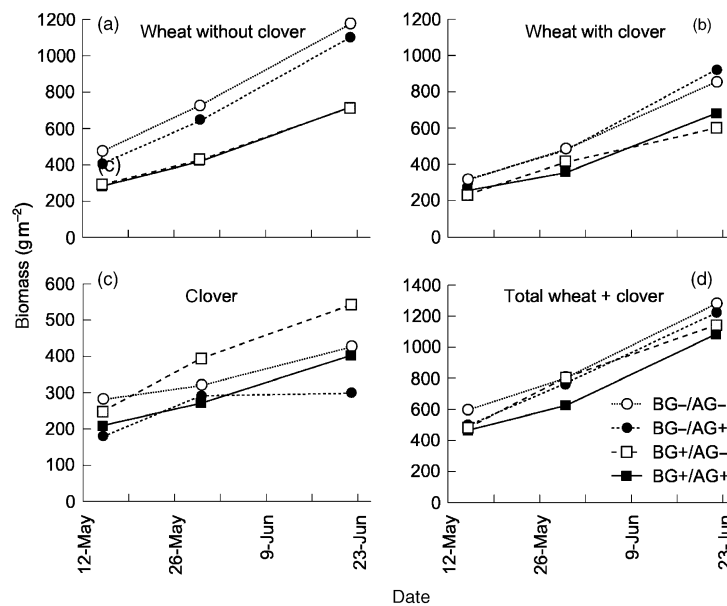 (a) Wheat without clover
1200
1000
800
600
400
200
0
(c)
Wheat with clover (b)
1200
1000
800
600
400
200
0
Biomass (gm−2)
(c) Clover
600
500
400
300
200
100
0
12-May
26-May
9-Jun
23-Jun
(d)
Total wheat + clover
1400
1200
1000
800
600
400
200
0
BG–/AG–
BG–/AG+
BG+/AG–
BG+/AG+
12-May
26-May
9-Jun
23-Jun
Date